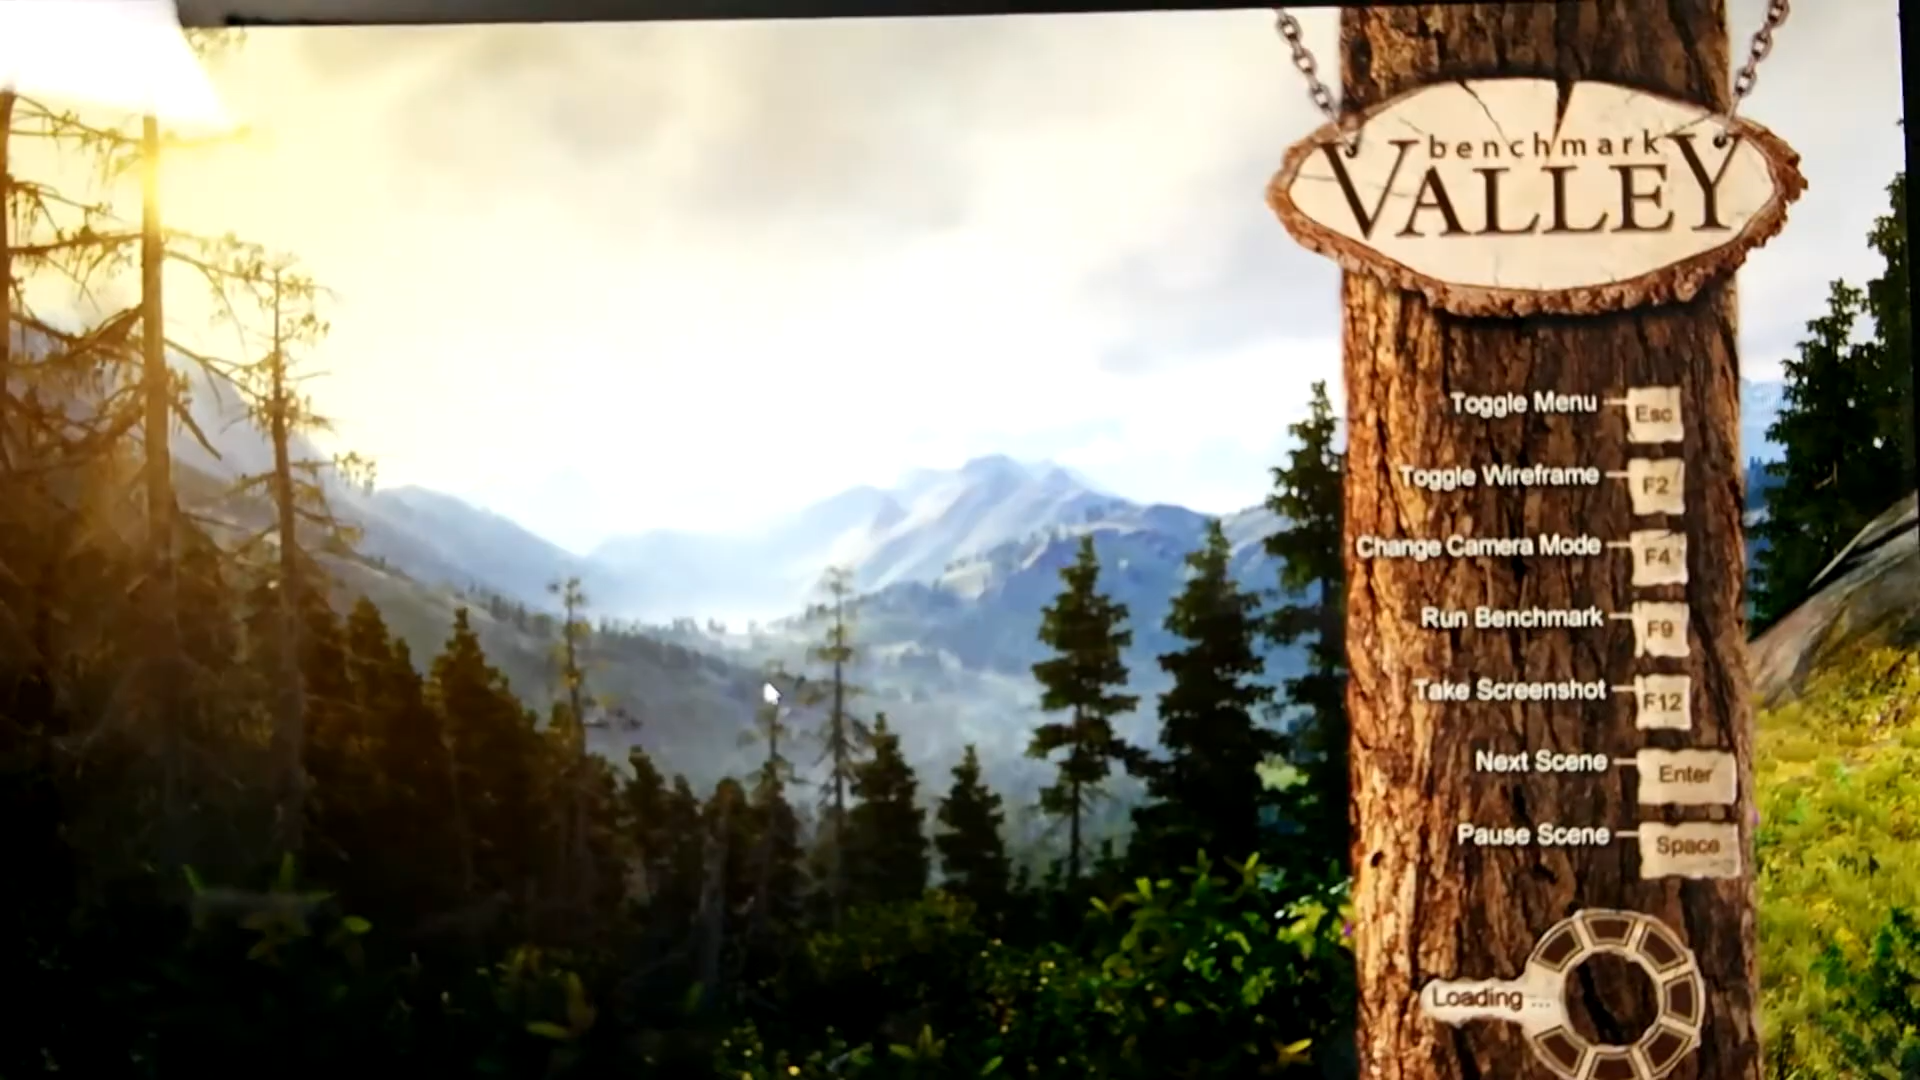 benchmark
VALLEY
Toggle Menu Esc
Toggle Wireframe F2
Change Camera Mode F4
Run Benchmark F9
Take Screenshot F12
Next Scene Enter
Pause Scene Space
Loading ...